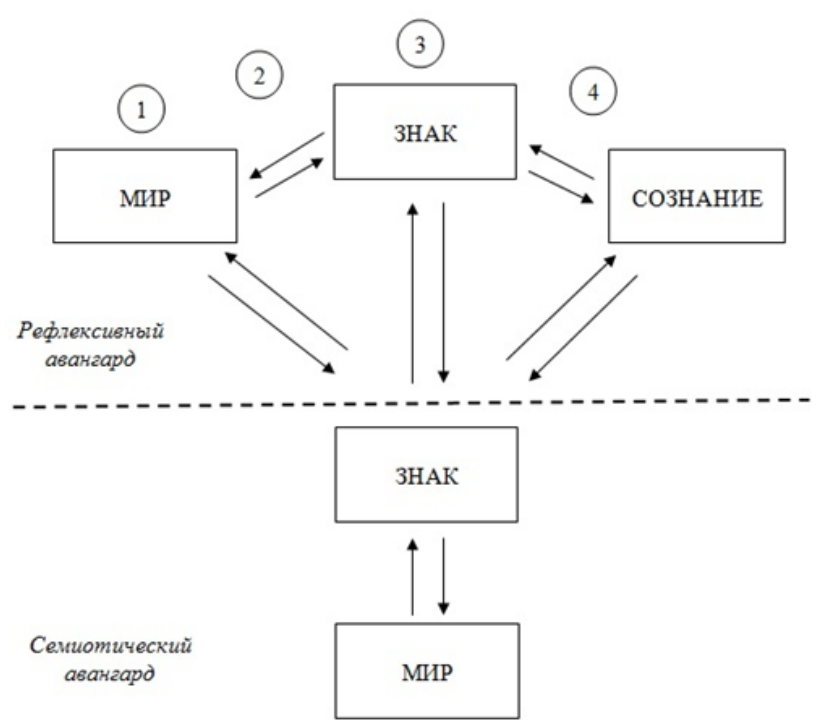 3
2
4
1
ЗНАК
МИР
СОЗНАНИЕ
Рефлексивный
авангард
ЗНАК
Семиотический
авангард
МИР